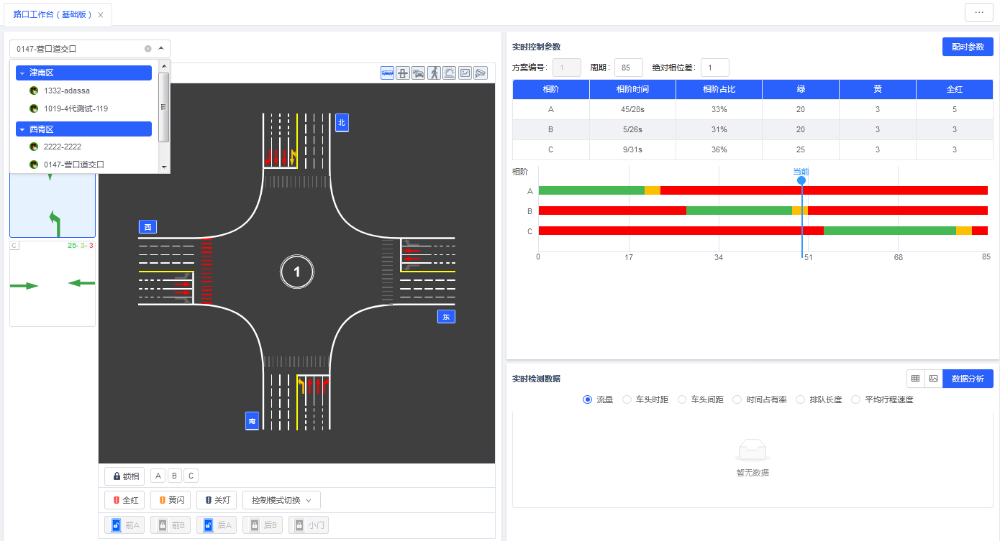 路口工作台（基础版）
0147-营口道交口
津南区
1332-adassa
1019-4代测试-119
西青区
2222-2222
0147-营口道交口
C 25- 3- 3
北
西
1
东
南
锁相 A B C
全红 黄闪 关灯 控制模式切换
前A 前B 后A 后B 小门
实时控制参数 配时参数
方案编号: 1 周期: 85 绝对相位差: 1
相阶 相阶时间 相阶占比 绿 黄 全红
A 45/28s 33% 20 3 5
B 5/26s 31% 20 3 3
C 9/31s 36% 25 3 3
相阶 当前
A
B
C
0 17 34 51 68 85
实时检测数据 数据分析
流量 车头时距 车头间距 时间占有率 排队长度 平均行程速度
暂无数据